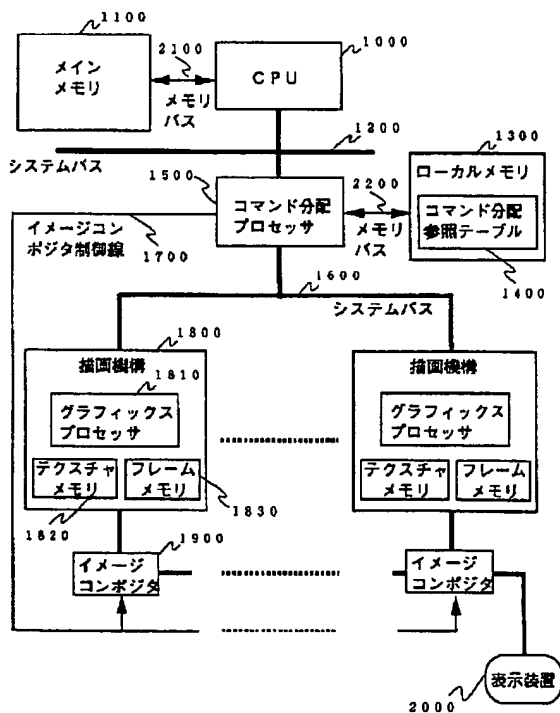 1100
メイン
メモリ
2100
メモリ
バス
1000
CPU
1200
システムバス
1300
ローカルメモリ
コマンド分配
参照テーブル
1400
1500
コマンド分配
プロセッサ
2200
メモリ
バス
イメージコン
ポジタ制御線
1700
1600
システムバス
1800
描画機構
1810
グラフィックス
プロセッサ
テクスチャ
メモリ
フレーム
メモリ
1820
1830
描画機構
グラフィックス
プロセッサ
テクスチャ
メモリ
フレーム
メモリ
1900
イメージ
コンポジタ
イメージ
コンポジタ
表示装置
2000